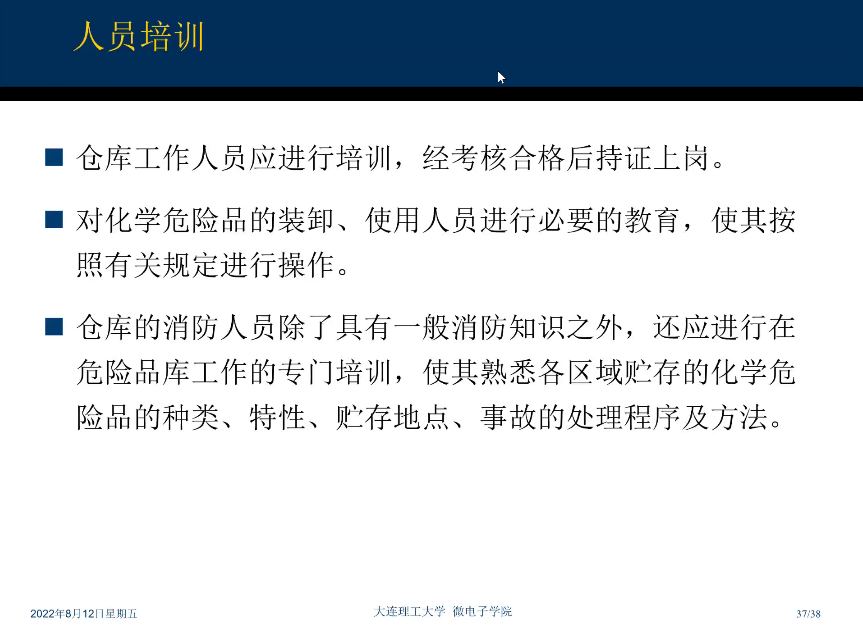 人员培训
仓库工作人员应进行培训，经考核合格后持证上岗。
对化学危险品的装卸、使用人员进行必要的教育，使其按
照有关规定进行操作。
仓库的消防人员除了具有一般消防知识之外，还应进行在
危险品库工作的专门培训，使其熟悉各区域贮存的化学危
险品的种类、特性、贮存地点、事故的处理程序及方法。
2022年8月12日星期五
大连理工大学 微电子学院
37/38